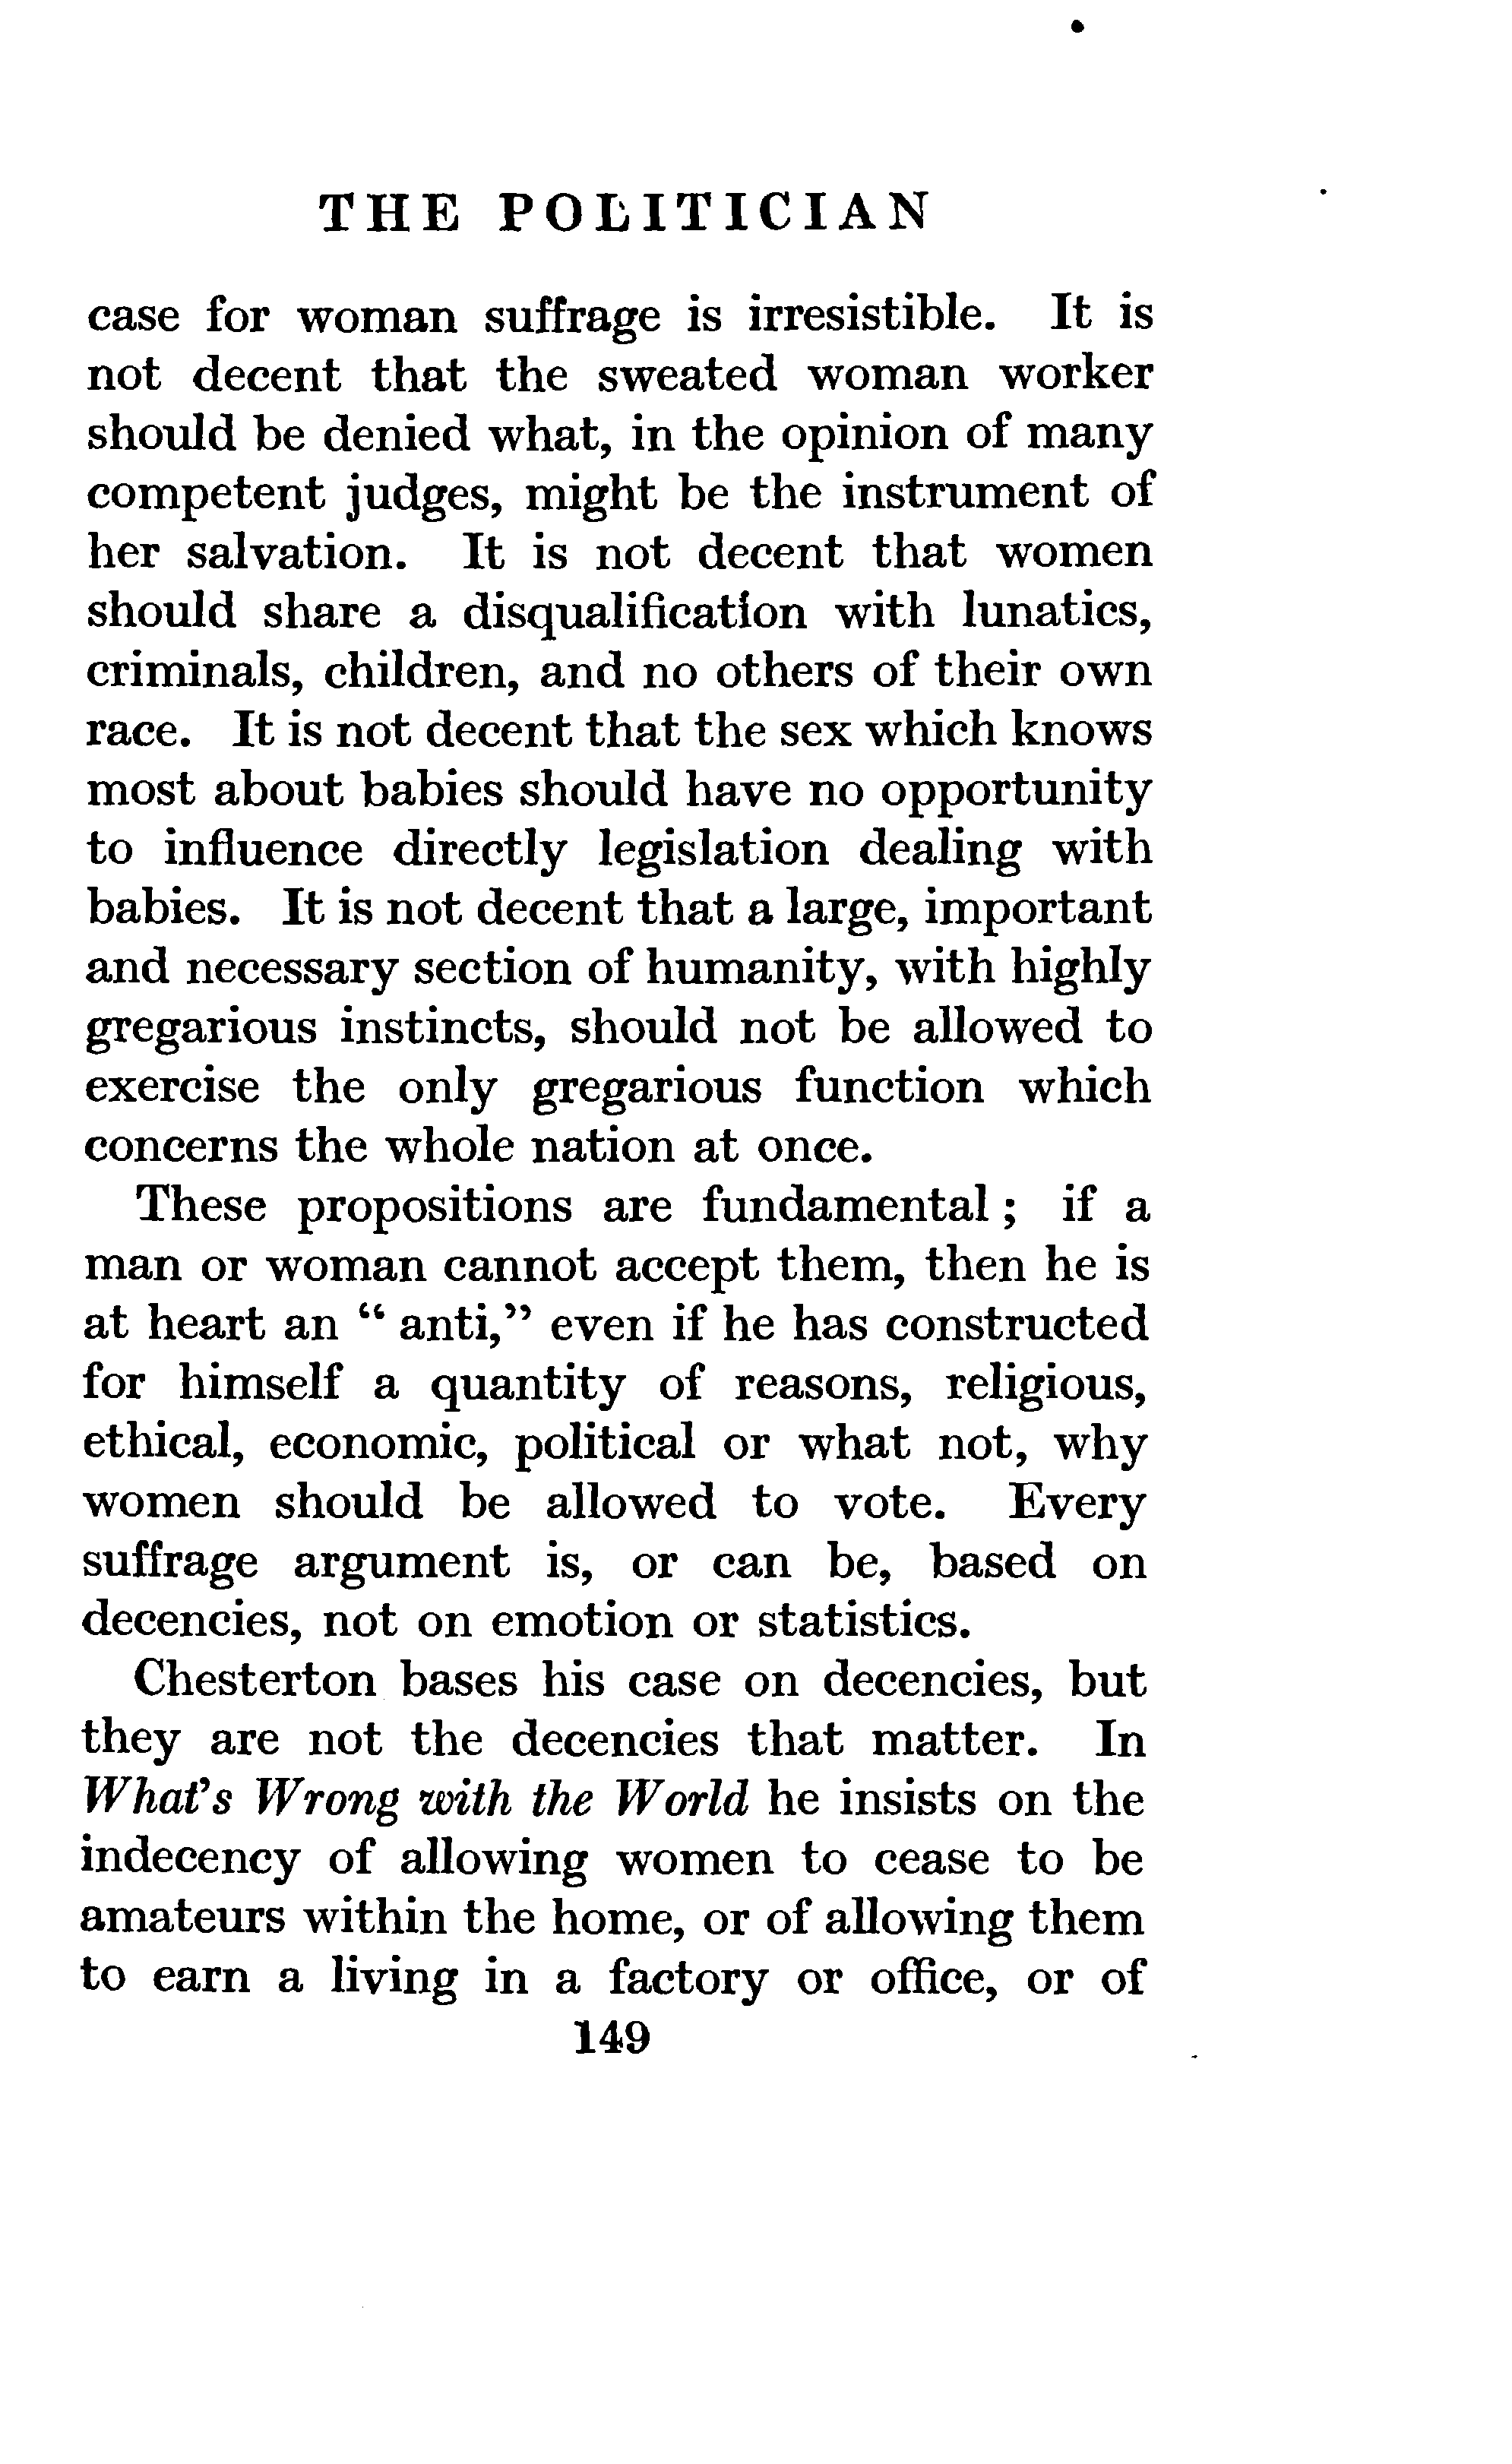 THE POLITICIAN
case for woman suffrage is irresistible. It is
not decent that the sweated woman worker
should be denied what, in the opinion of many
competent judges, might be the instrument of
her salvation. It is not decent that women
should share a disqualification with lunatics,
criminals, children, and no others of their own
race. It is not decent that the sex which knows
most about babies should have no opportunity
to influence directly legislation dealing with
babies. It is not decent that a large, important
and necessary section of humanity, with highly
gregarious instincts, should not be allowed to
exercise the only gregarious function which
concerns the whole nation at once.
These propositions are fundamental ; if a
man or woman cannot accept them, then he is
at heart an “ anti,” even if he has constructed
for himself a quantity of reasons, religious,
ethical, economic, political or what not, why
women should be allowed to vote. Every
suffrage argument is, or can be, based on
decencies, not on emotion or statistics.
Chesterton bases his case on decencies, but
they are not the decencies that matter. In
What's Wrong with the World he insists on the
indecency of allowing women to cease to be
amateurs within the home, or of allowing them
to earn a living in a factory or office, or of
149